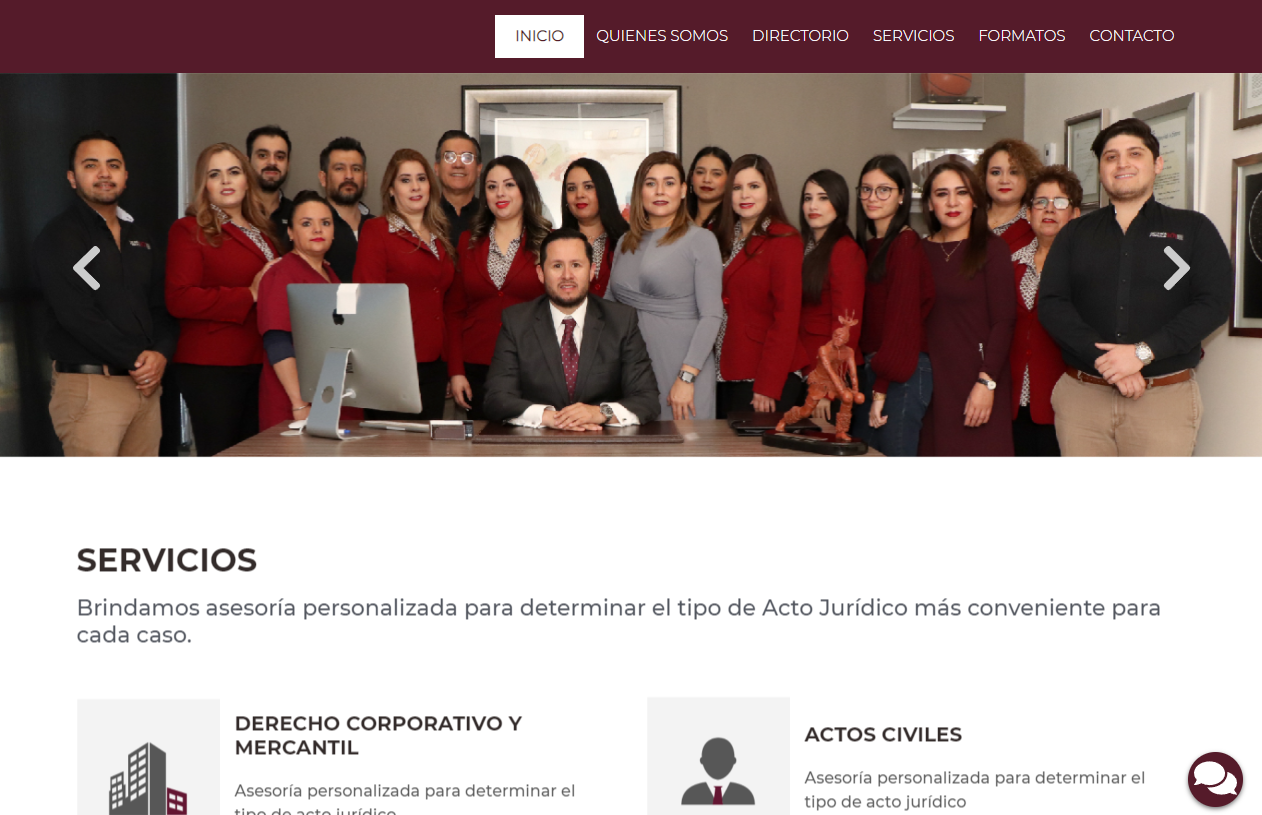 INICIO QUIENES SOMOS DIRECTORIO SERVICIOS FORMATOS CONTACTO
SERVICIOS
Brindamos asesoría personalizada para determinar el tipo de Acto Jurídico más conveniente para
cada caso.
DERECHO CORPORATIVO Y
MERCANTIL
Asesoría personalizada para determinar el
tipo de acto jurídico
ACTOS CIVILES
Asesoría personalizada para determinar el
tipo de acto jurídico